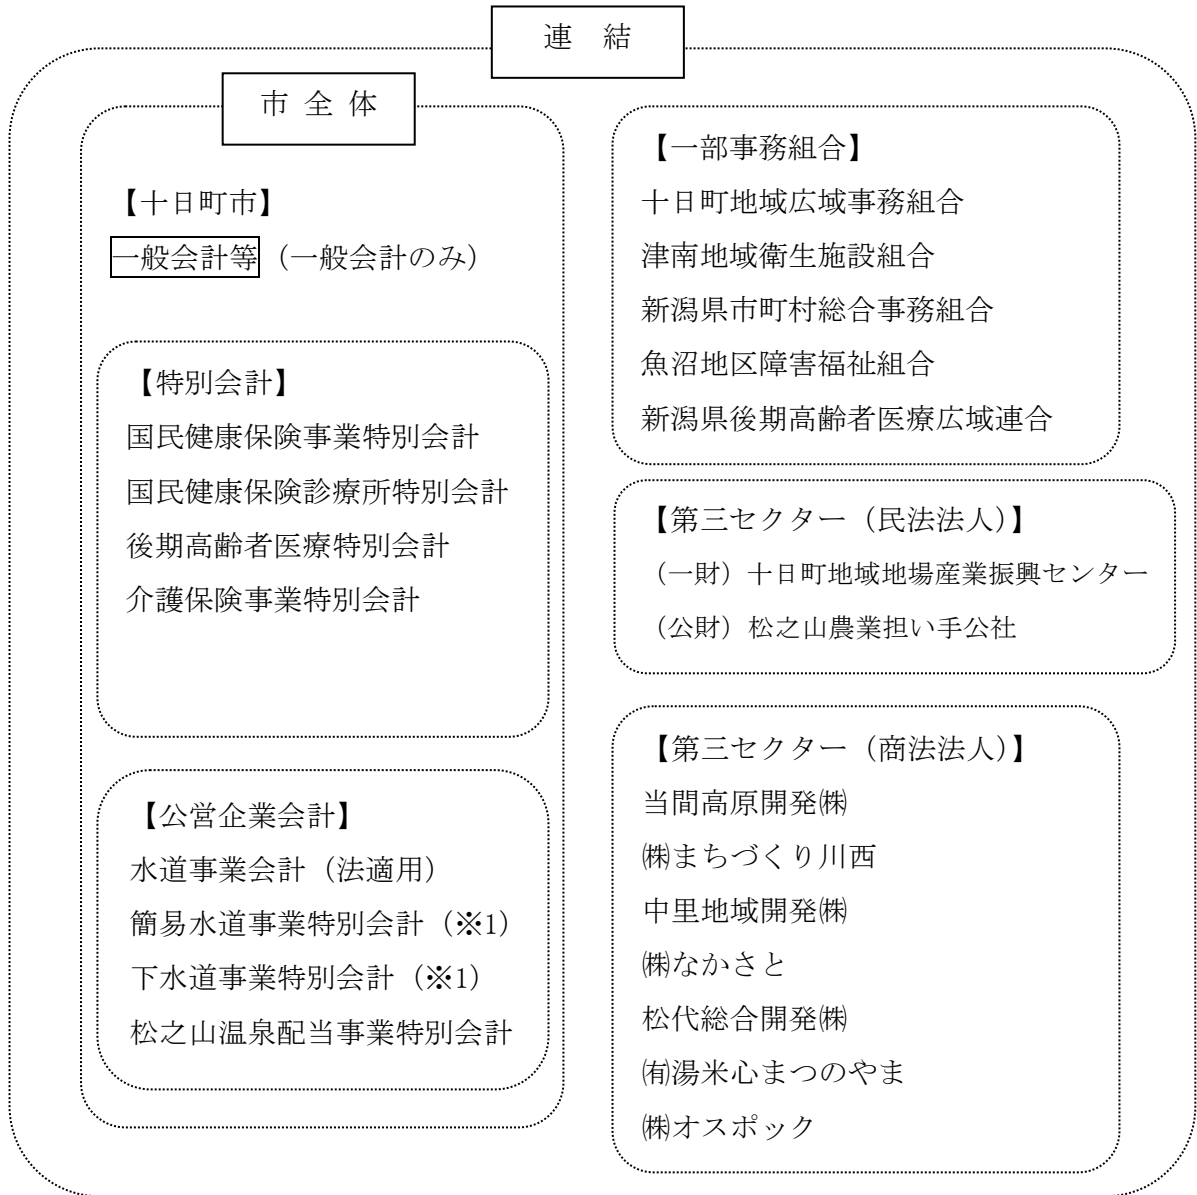 連 結
市 全 体
【十日町市】
一般会計等（一般会計のみ）
【特別会計】
国民健康保険事業特別会計
国民健康保険診療所特別会計
後期高齢者医療特別会計
介護保険事業特別会計
【公営企業会計】
水道事業会計（法適用）
簡易水道事業特別会計（※1）
下水道事業特別会計（※1）
松之山温泉配当事業特別会計
【一部事務組合】
十日町地域広域事務組合
津南地域衛生施設組合
新潟県市町村総合事務組合
魚沼地区障害福祉組合
新潟県後期高齢者医療広域連合
【第三セクター（民法法人）】
（一財）十日町地域地場産業振興センター
（公財）松之山農業担い手公社
【第三セクター（商法法人）】
当間高原開発㈱
㈱まちづくり川西
中里地域開発㈱
㈱なかさと
松代総合開発㈱
㈲湯米心まつのやま
㈱オスポック